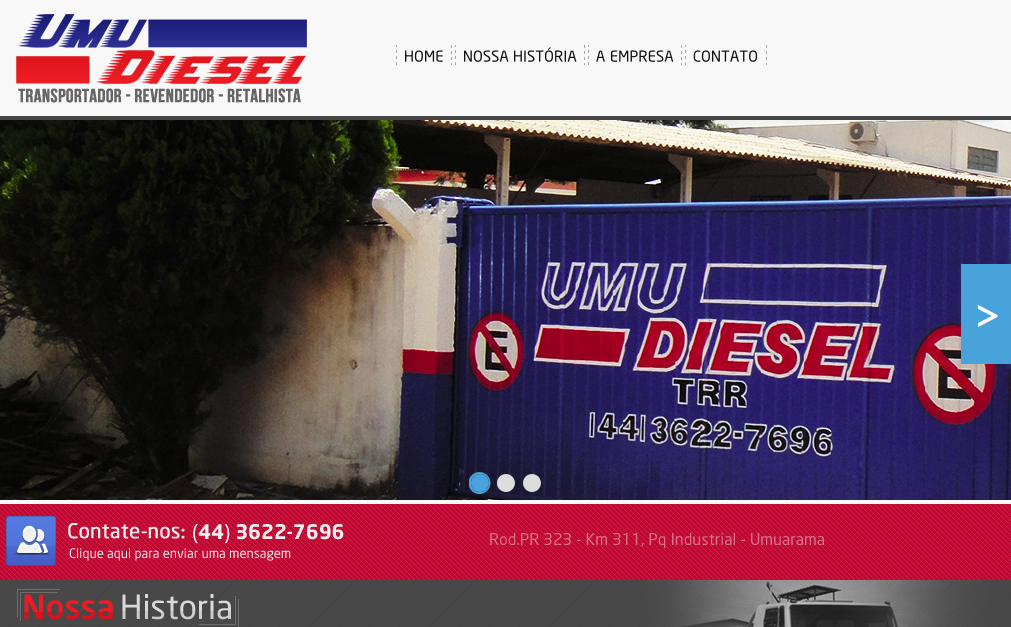 UMU
DIESEL
TRANSPORTADOR - REVENDEDOR - RETALHISTA
HOME
NOSSA HISTÓRIA
A EMPRESA
CONTATO
UMU
DIESEL
TRR
(44)3622-7696
E
E
>
Contate-nos: (44) 3622-7696
Clique aqui para enviar uma mensagem
Rod.PR 323 - Km 311, Pq Industrial - Umuarama
Nossa Historia